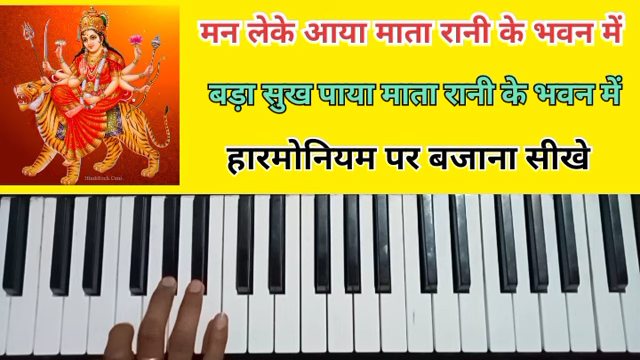 मन लेके आया माता रानी के भवन में
बड़ा सुख पाया माता रानी के भवन में
हारमोनियम पर बजाना सीखे